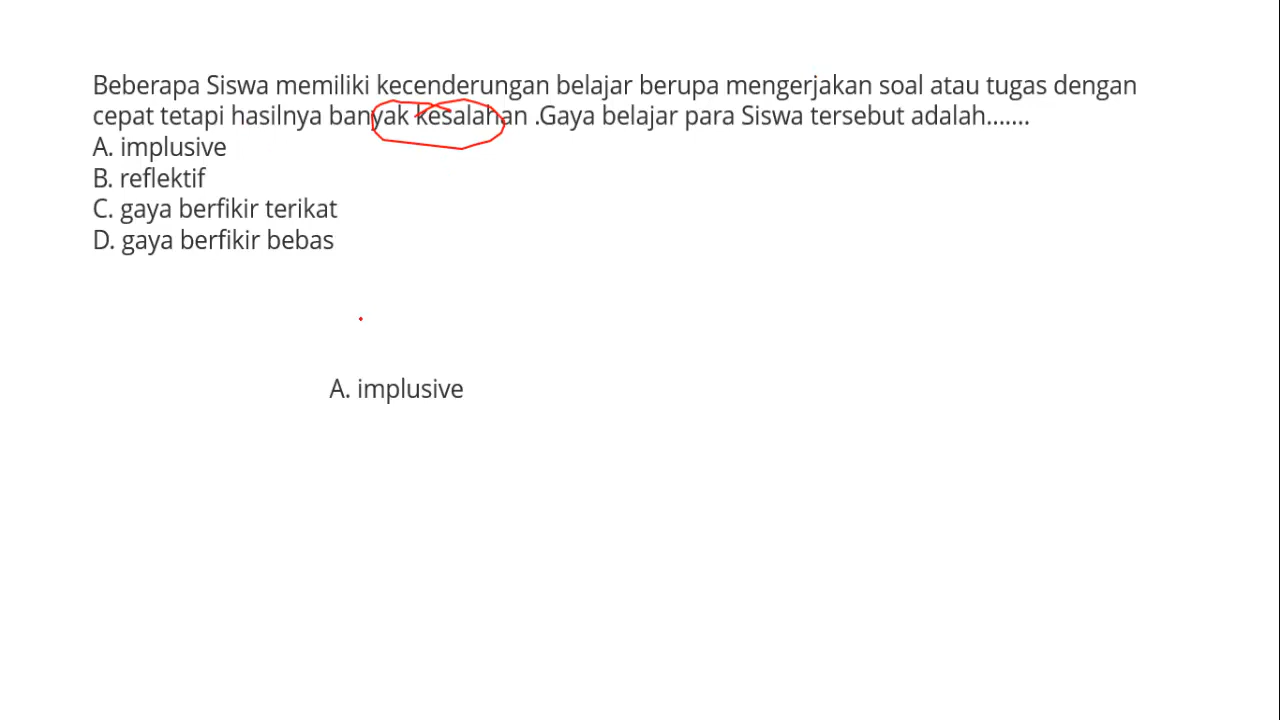 Beberapa Siswa memiliki kecenderungan belajar berupa mengerjakan soal atau tugas dengan
cepat tetapi hasilnya banyak kesalahan .Gaya belajar para Siswa tersebut adalah.......
A. implusive
B. reflektif
C. gaya berfikir terikat
D. gaya berfikir bebas
A. implusive